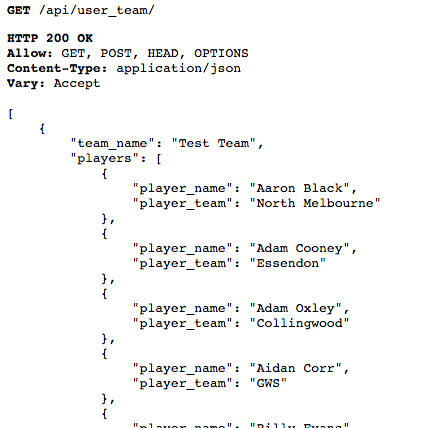 GET /api/user_team/
HTTP 200 OK
Allow: GET, POST, HEAD, OPTIONS
Content-Type: application/json
Vary: Accept
[
{
"team_name": "Test Team",
"players": [
{
"player_name": "Aaron Black",
"player_team": "North Melbourne"
},
{
"player_name": "Adam Cooney",
"player_team": "Essendon"
},
{
"player_name": "Adam Oxley",
"player_team": "Collingwood"
},
{
"player_name": "Aidan Corr",
"player_team": "GWS"
},
{
"player_name": "Billy Evans"